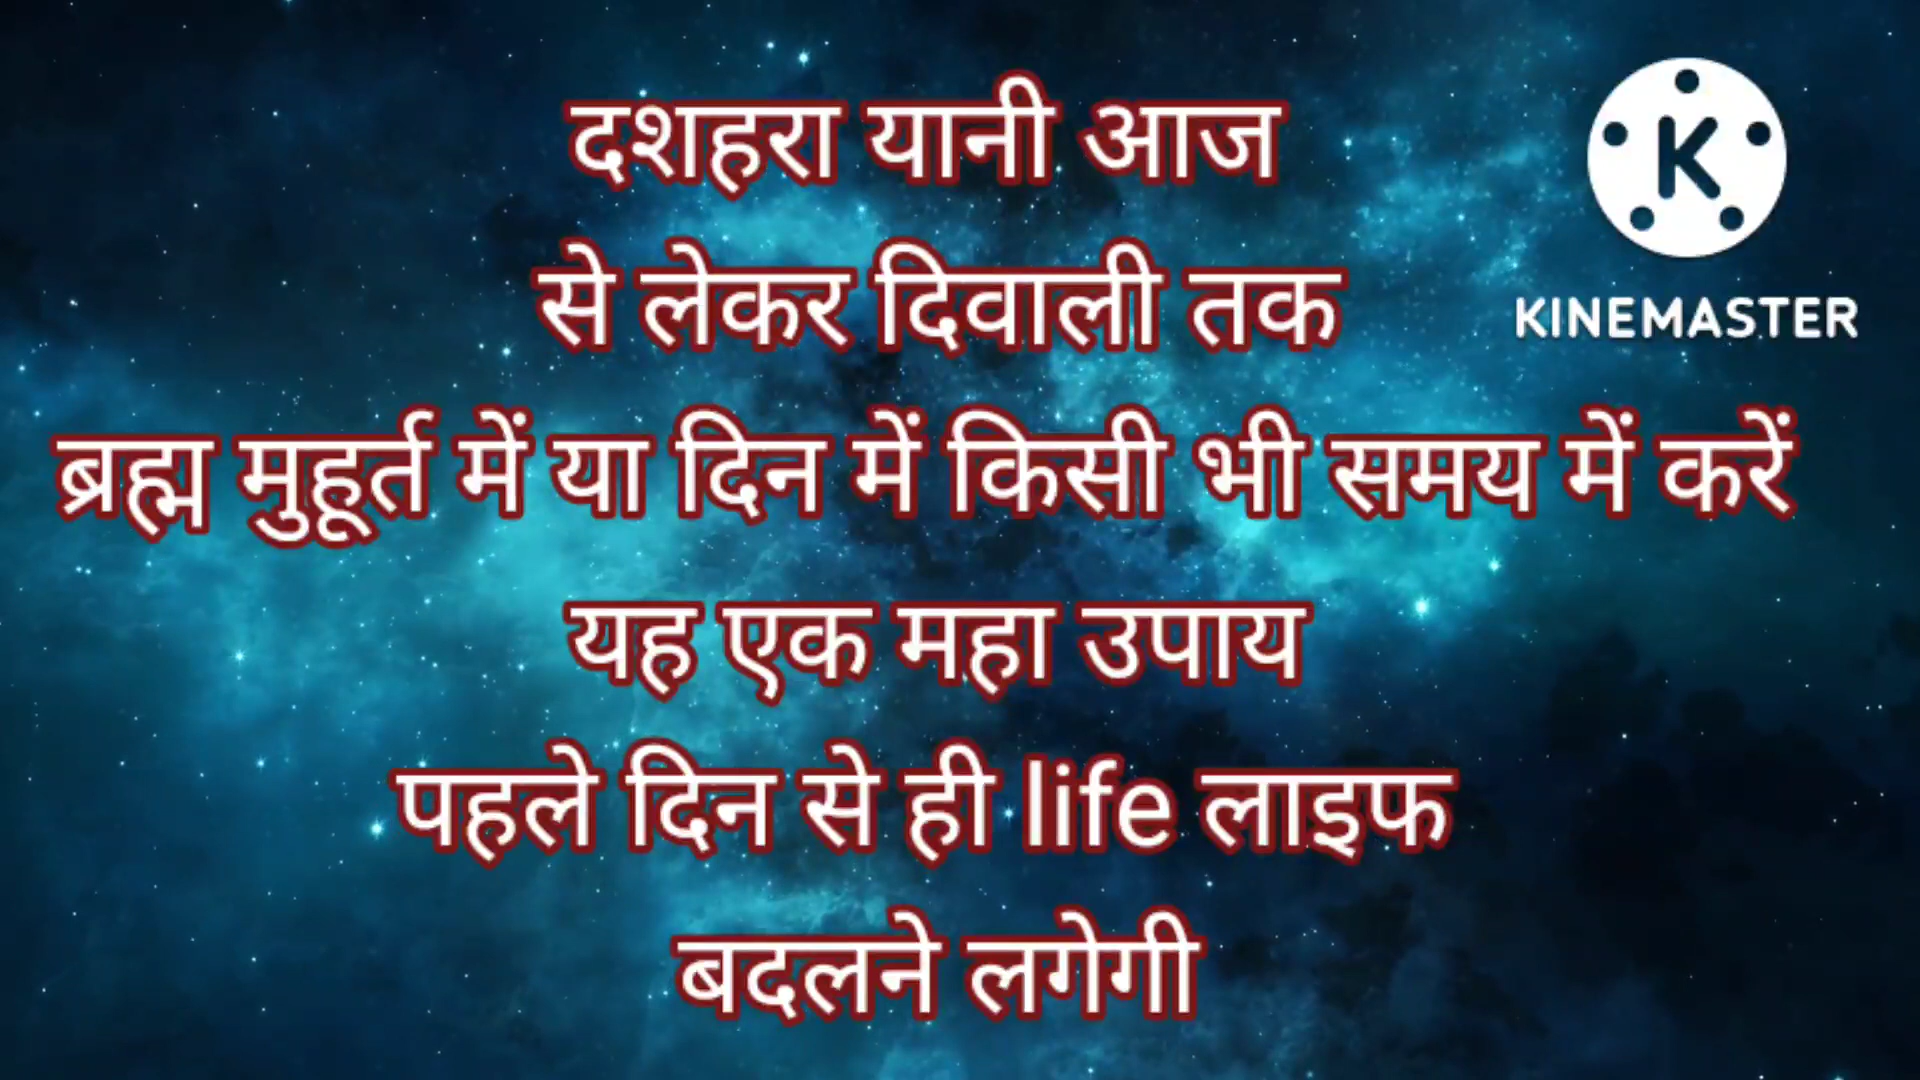 दशहरा यानी आज
से लेकर दिवाली तक
ब्रह्म मुहूर्त में या दिन में किसी भी समय में करें
यह एक महा उपाय
पहले दिन से ही life लाइफ
बदलने लगेगी
K
KINEMASTER